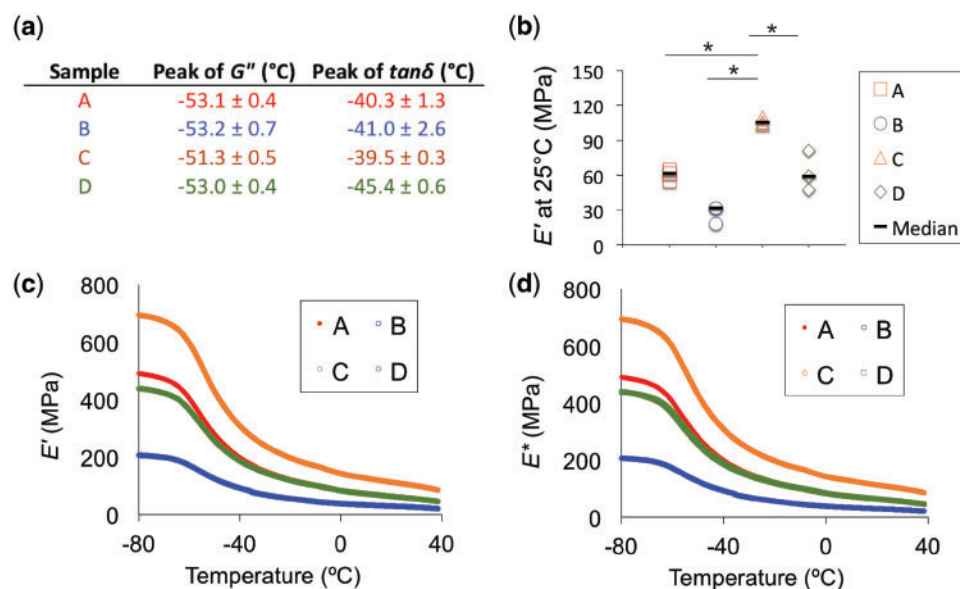 (a)
Sample Peak of G″ (°C) Peak of tanδ (°C)
A -53.1 ± 0.4 -40.3 ± 1.3
B -53.2 ± 0.7 -41.0 ± 2.6
C -51.3 ± 0.5 -39.5 ± 0.3
D -53.0 ± 0.4 -45.4 ± 0.6
(b)
* * *
E′ at 25°C (MPa)
150
120
90
60
30
0
A
B
C
D
Median
(c)
E′ (MPa)
800
600
400
200
0
-80 -40 0 40
Temperature (ºC)
A B
C D
(d)
E* (MPa)
800
600
400
200
0
-80 -40 0 40
Temperature (ºC)
A B
C D